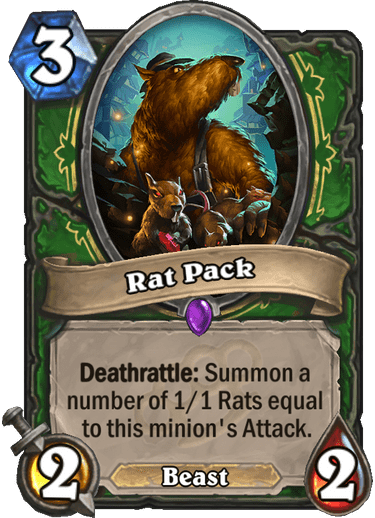 3
Rat Pack
Deathrattle: Summon a
number of 1/1 Rats equal
to this minion's Attack.
2
Beast
2